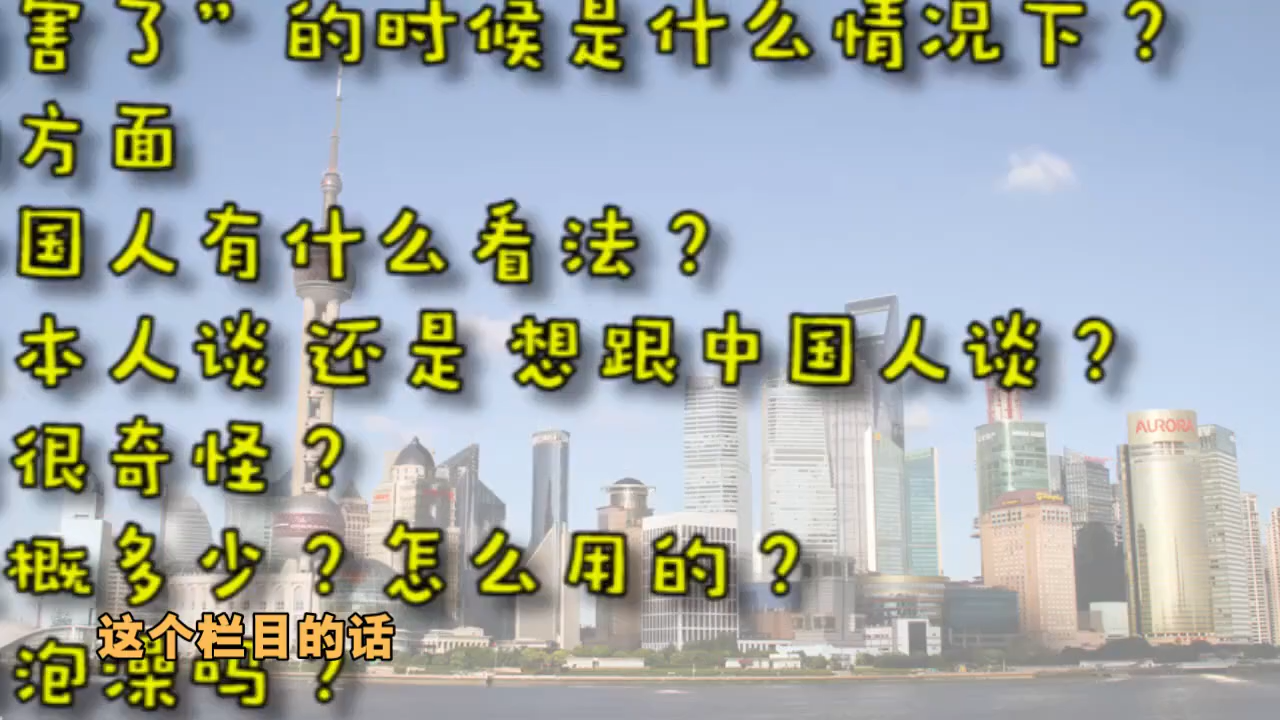 害了”的时候是什么情况下？
方面
国人有什么看法？
本人谈 还是 想跟中国人谈？
很奇怪？
概多少？怎么用的？
这个栏目的话
泡澡吗？
AURORA